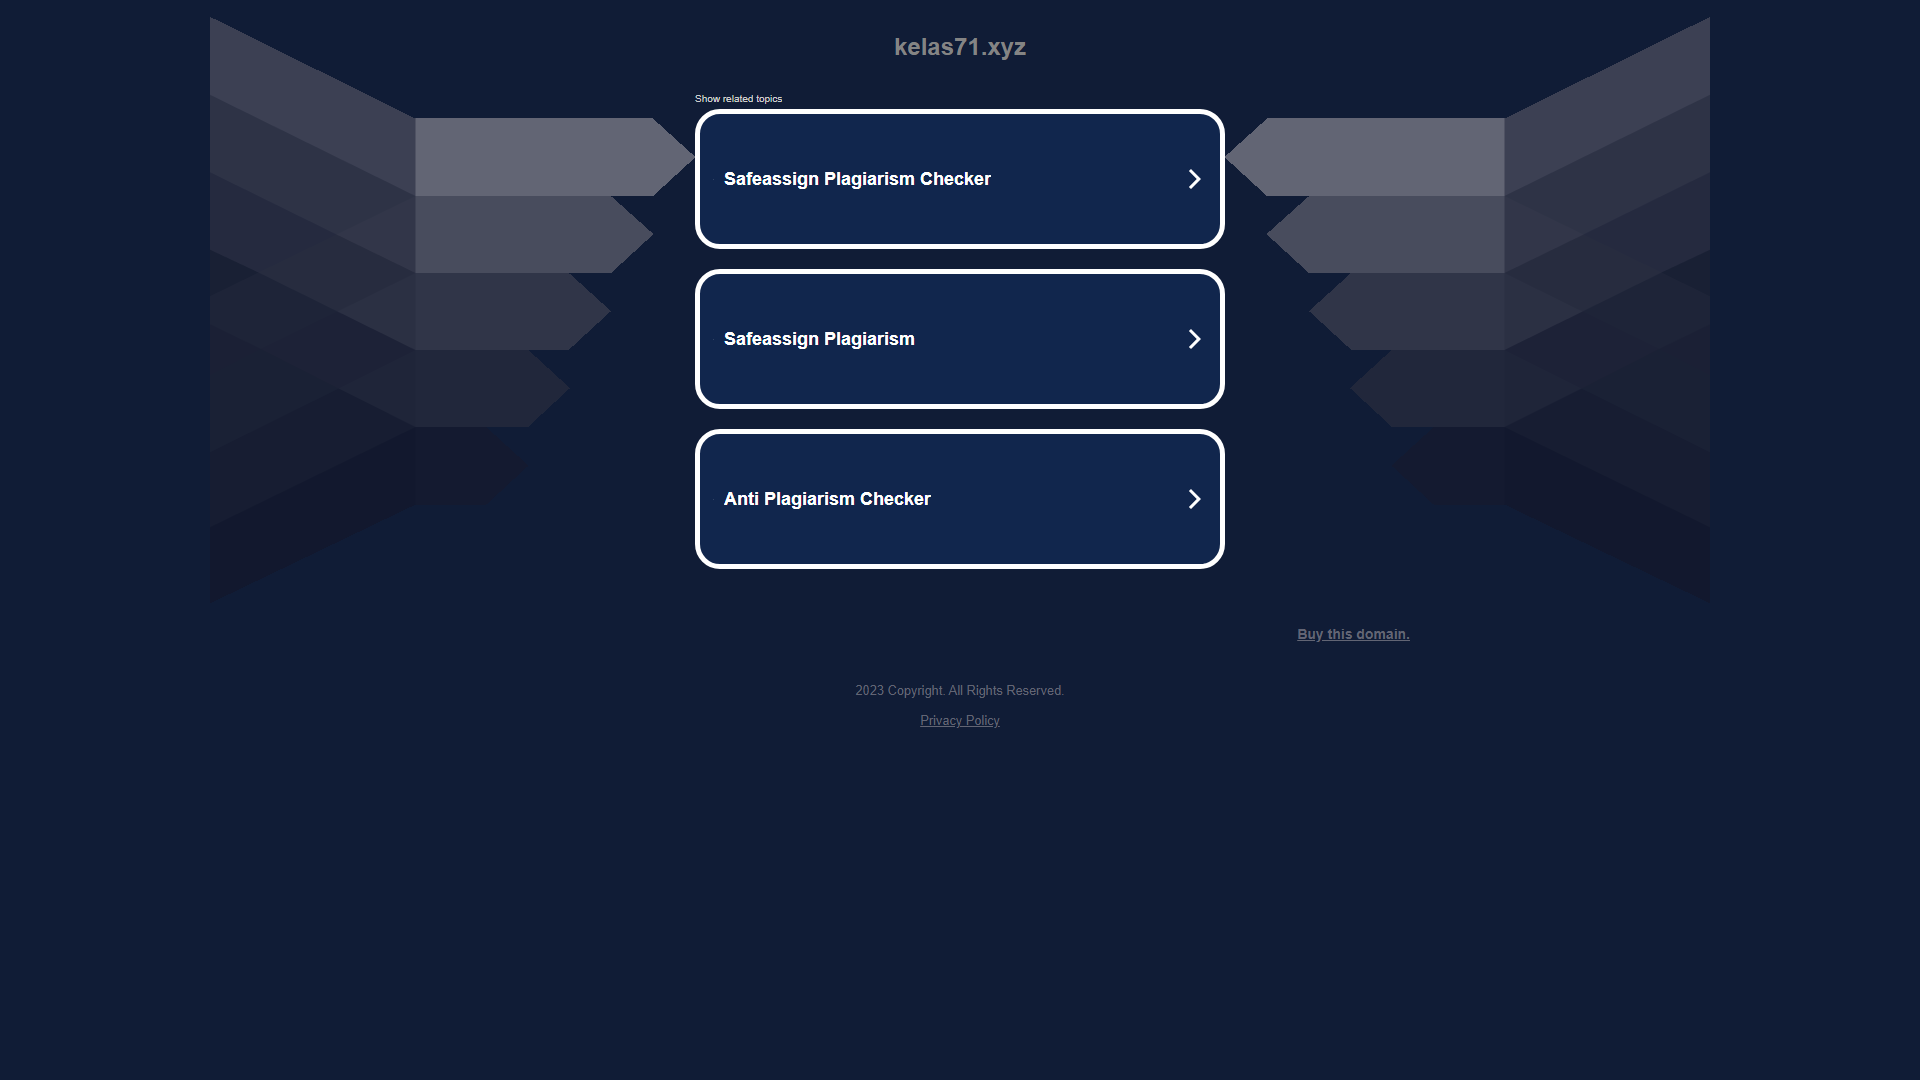 kelas71.xyz
Show related topics
Safeassign Plagiarism Checker
Safeassign Plagiarism
Anti Plagiarism Checker
Buy this domain.
2023 Copyright. All Rights Reserved.
Privacy Policy